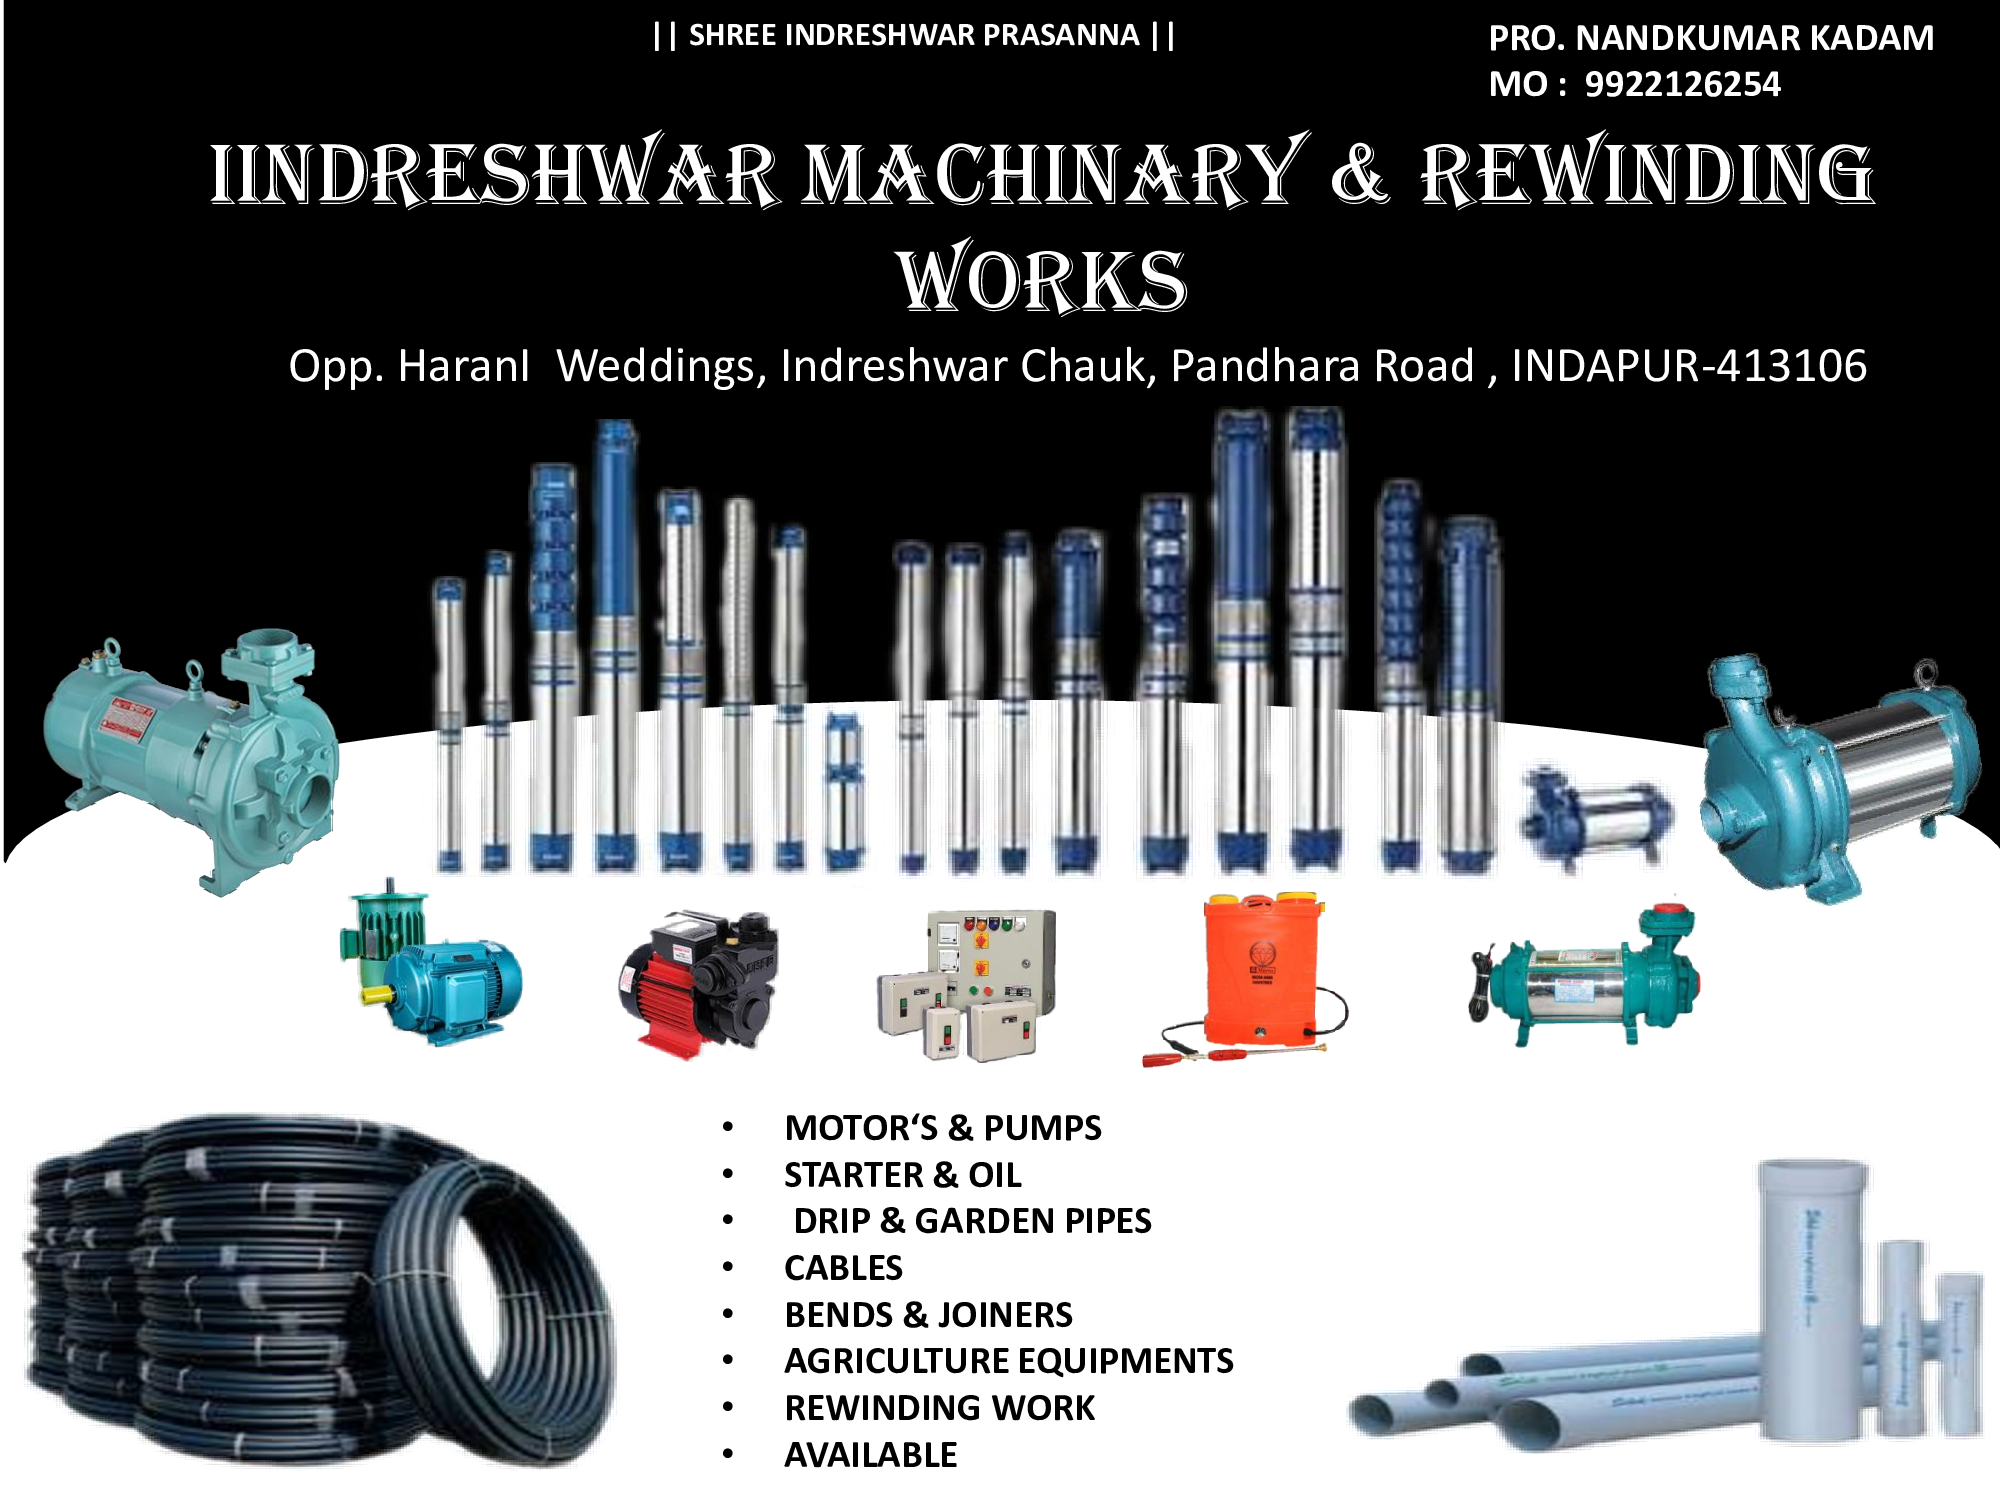 || SHREE INDRESHWAR PRASANNA ||
PRO. NANDKUMAR KADAM
MO :  9922126254
IINDRESHWAR MACHINARY & REWINDING
WORKS
Opp. HaranI  Weddings, Indreshwar Chauk, Pandhara Road , INDAPUR-413106
• MOTOR‘S & PUMPS
• STARTER & OIL
• DRIP & GARDEN PIPES
• CABLES
• BENDS & JOINERS
• AGRICULTURE EQUIPMENTS
• REWINDING WORK
• AVAILABLE